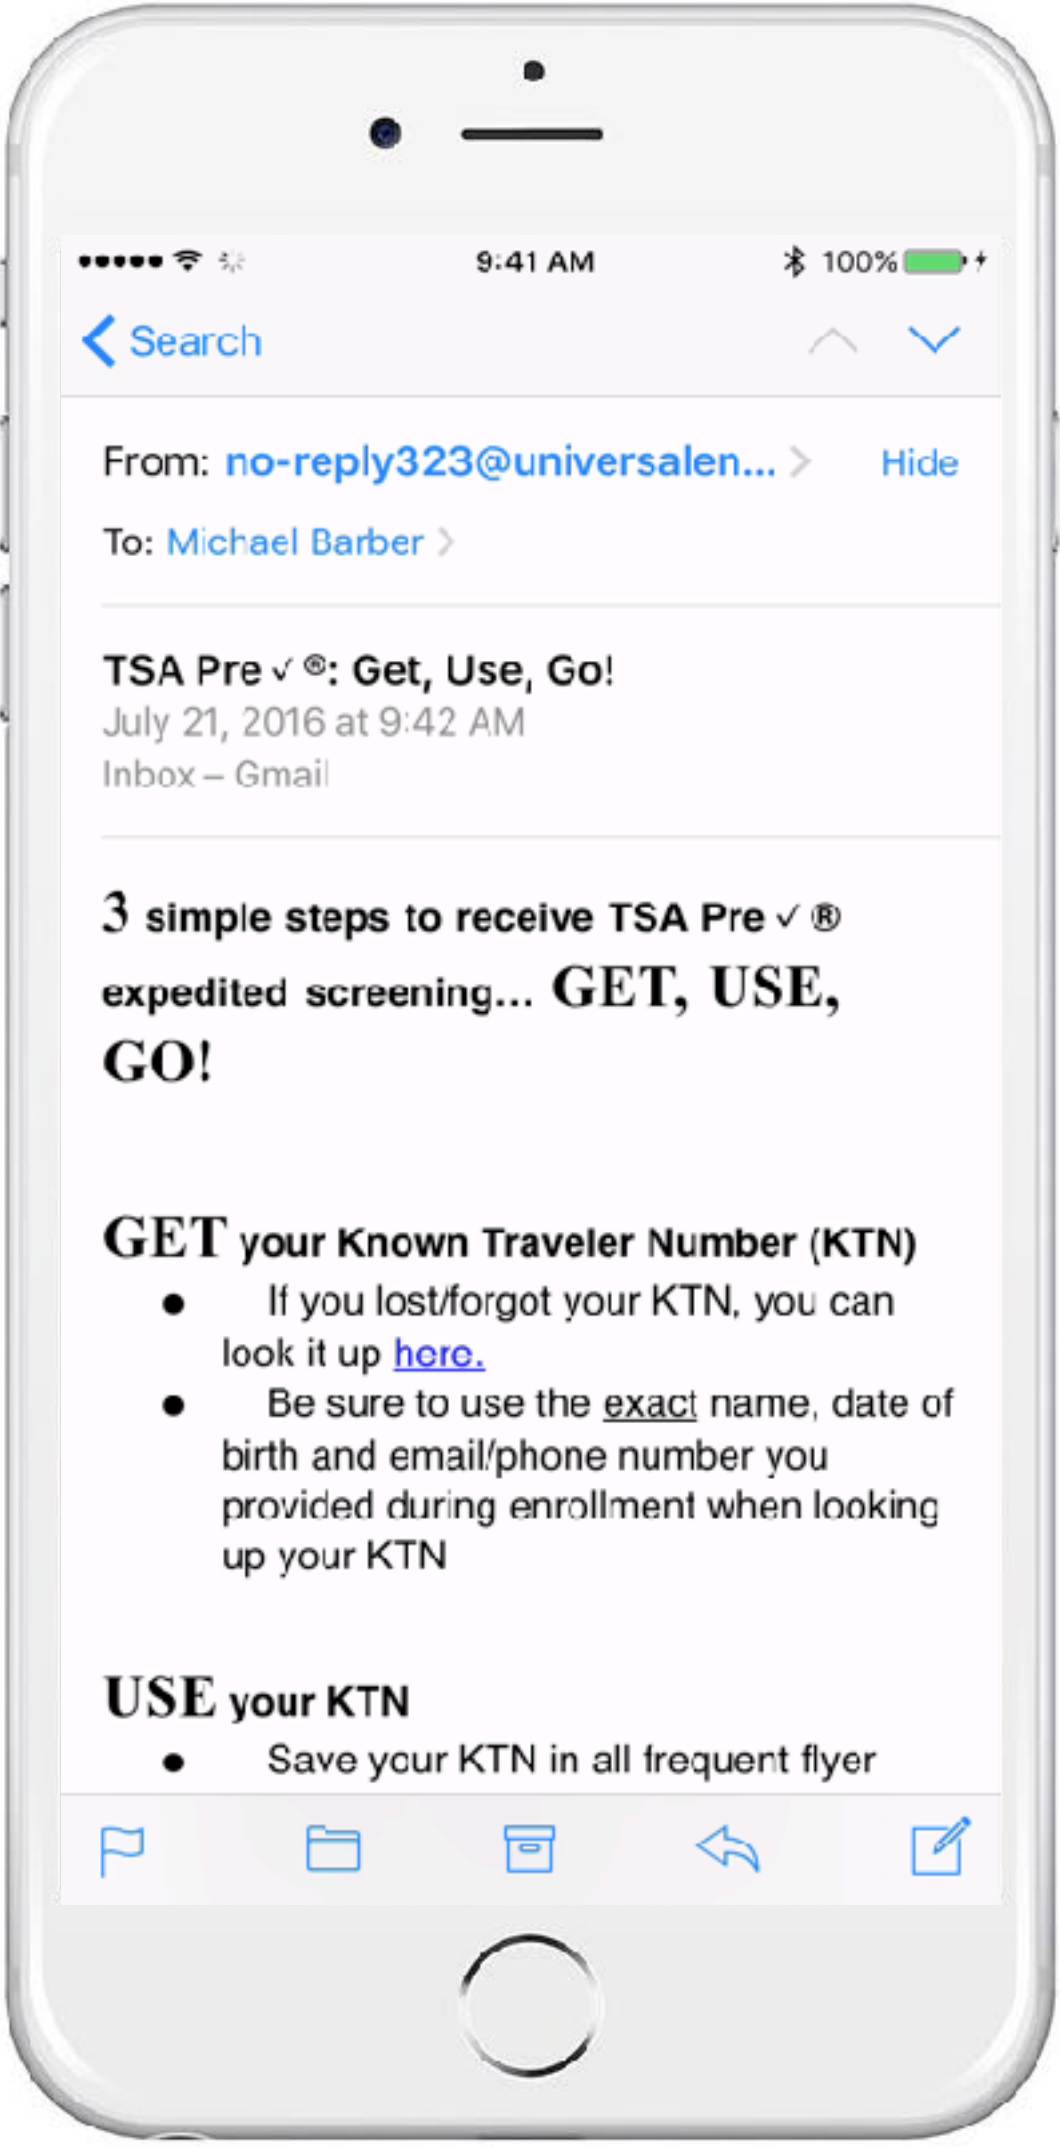 9:41 AM
100%
Search
From: no-reply323@universalen...
Hide
To: Michael Barber
TSA Pre ✓ ®: Get, Use, Go!
July 21, 2016 at 9:42 AM
Inbox – Gmail
3 simple steps to receive TSA Pre ✓ ®
expedited screening... GET, USE,
GO!
GET your Known Traveler Number (KTN)
● If you lost/forgot your KTN, you can
look it up here.
● Be sure to use the exact name, date of
birth and email/phone number you
provided during enrollment when looking
up your KTN
USE your KTN
● Save your KTN in all frequent flyer